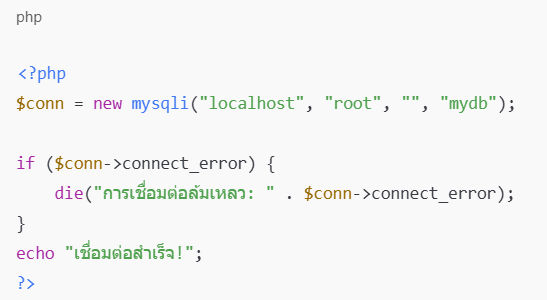 php
<?php
$conn = new mysqli("localhost", "root", "", "mydb");
if ($conn->connect_error) {
    die("การเชื่อมต่อล้มเหลว: " . $conn->connect_error);
}
echo "เชื่อมต่อสำเร็จ!";
?>